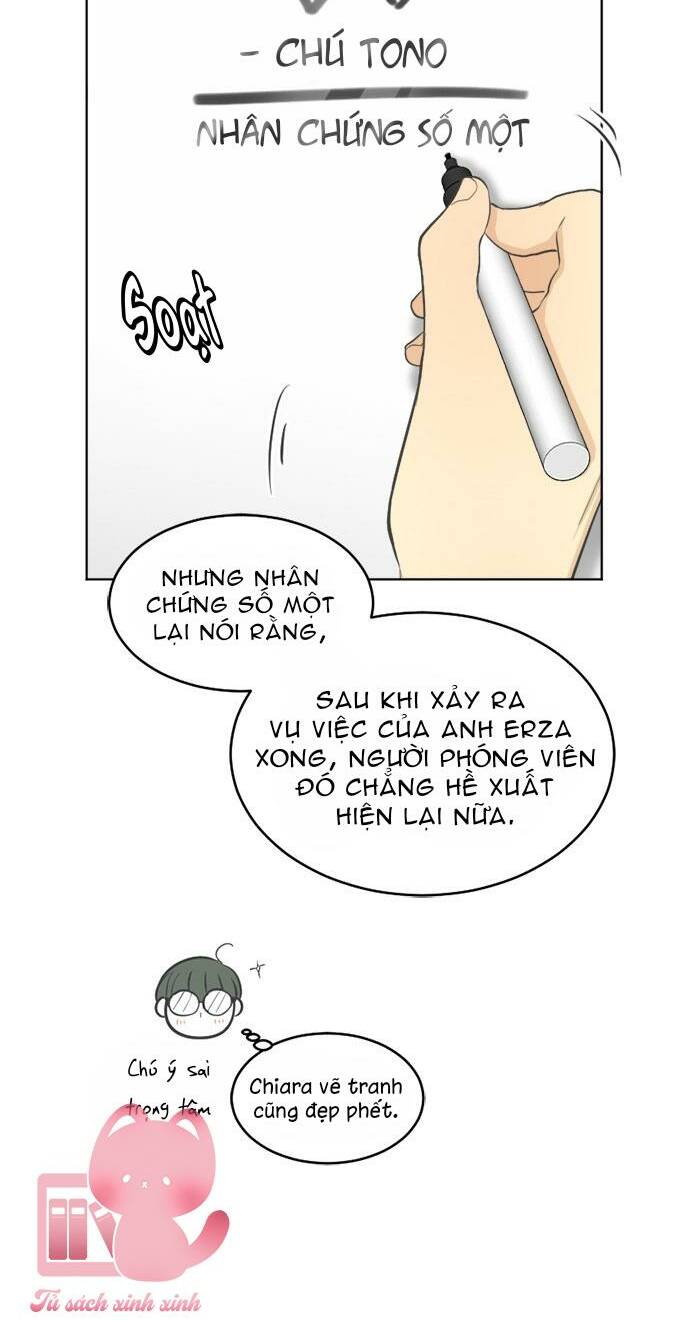 - CHÚ TONO
NHÂN CHỨNG SỐ MỘT
Soạt
NHƯNG NHÂN
CHỨNG SỐ MỘT
LẠI NÓI RẰNG,
SAU KHI XẢY RA
VỤ VIỆC CỦA ANH ERZA
XONG, NGƯỜI PHÓNG VIÊN
ĐÓ CHẲNG HỀ XUẤT
HIỆN LẠI NỮA.
Chú ý sai
trọng tâm
Chiara vẽ tranh
cũng đẹp phết.
Tủ sách xinh xinh